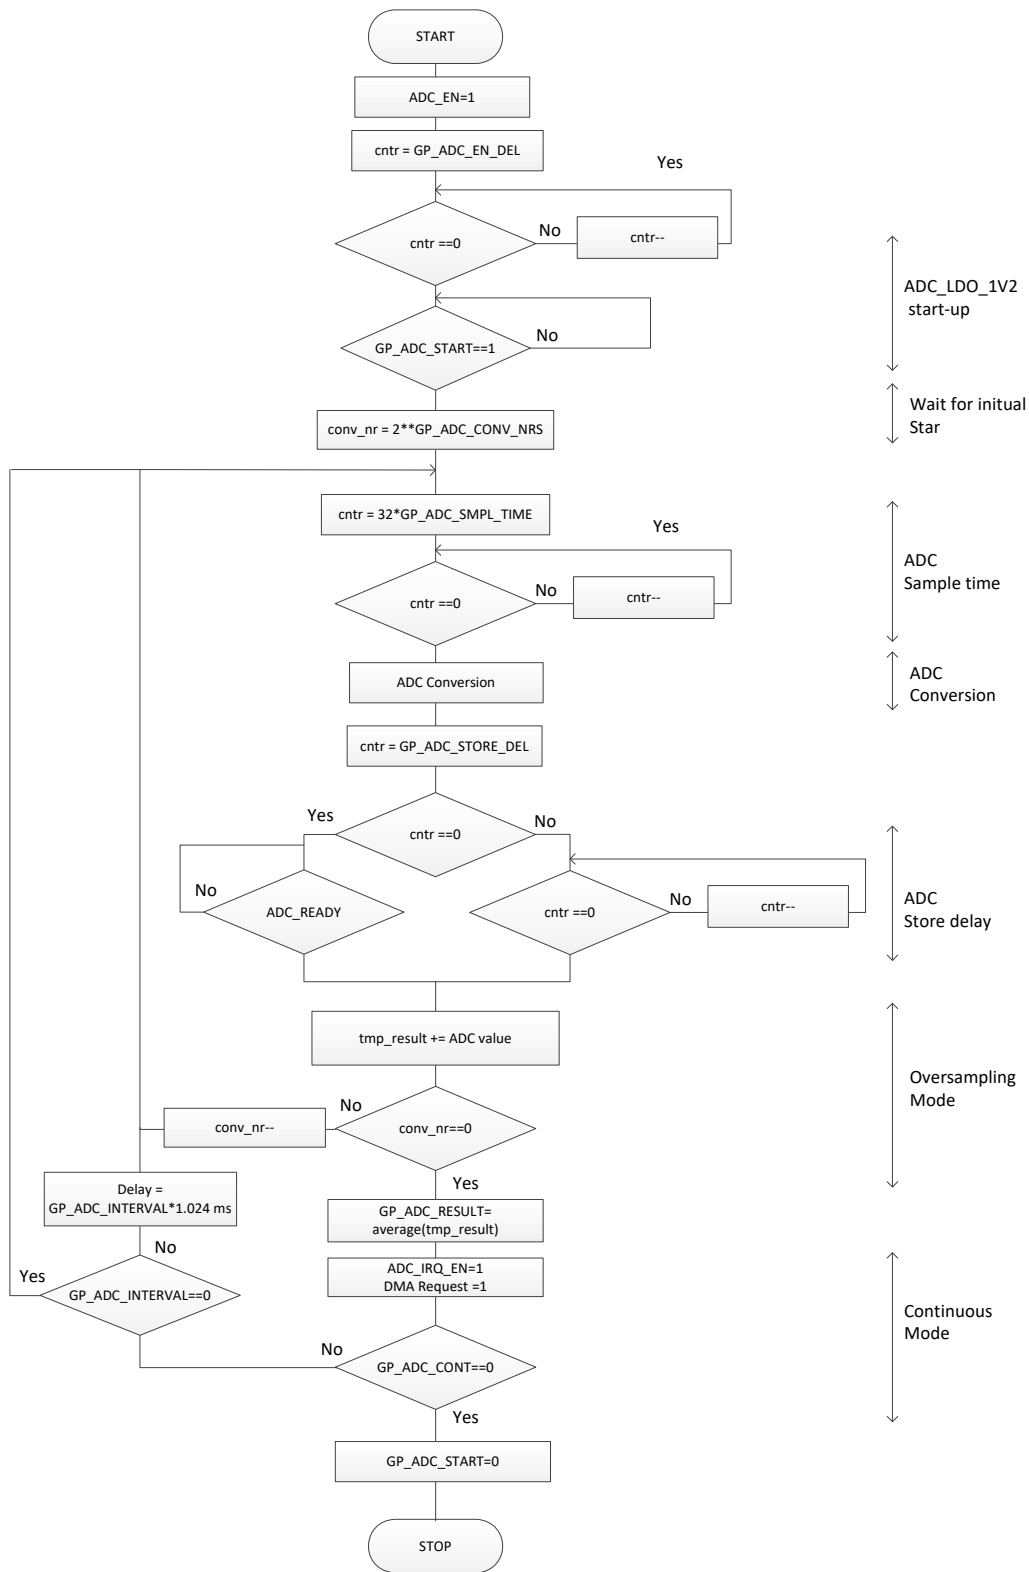 START
ADC_EN=1
cntr = GP_ADC_EN_DEL
Yes
cntr ==0
No
cntr--
ADC_LDO_1V2
start-up
GP_ADC_START==1
No
Wait for initual
Star
conv_nr = 2**GP_ADC_CONV_NRS
cntr = 32*GP_ADC_SMPL_TIME
Yes
cntr ==0
No
cntr--
ADC
Sample time
ADC Conversion
ADC
Conversion
cntr = GP_ADC_STORE_DEL
Yes
cntr ==0
No
No
ADC_READY
cntr ==0
No
cntr--
ADC
Store delay
tmp_result += ADC value
Oversampling
Mode
conv_nr--
No
conv_nr==0
Yes
Delay =
GP_ADC_INTERVAL*1.024 ms
GP_ADC_RESULT=
average(tmp_result)
No
Yes
GP_ADC_INTERVAL==0
ADC_IRQ_EN=1
DMA Request =1
Continuous
Mode
No
GP_ADC_CONT==0
Yes
GP_ADC_START=0
STOP